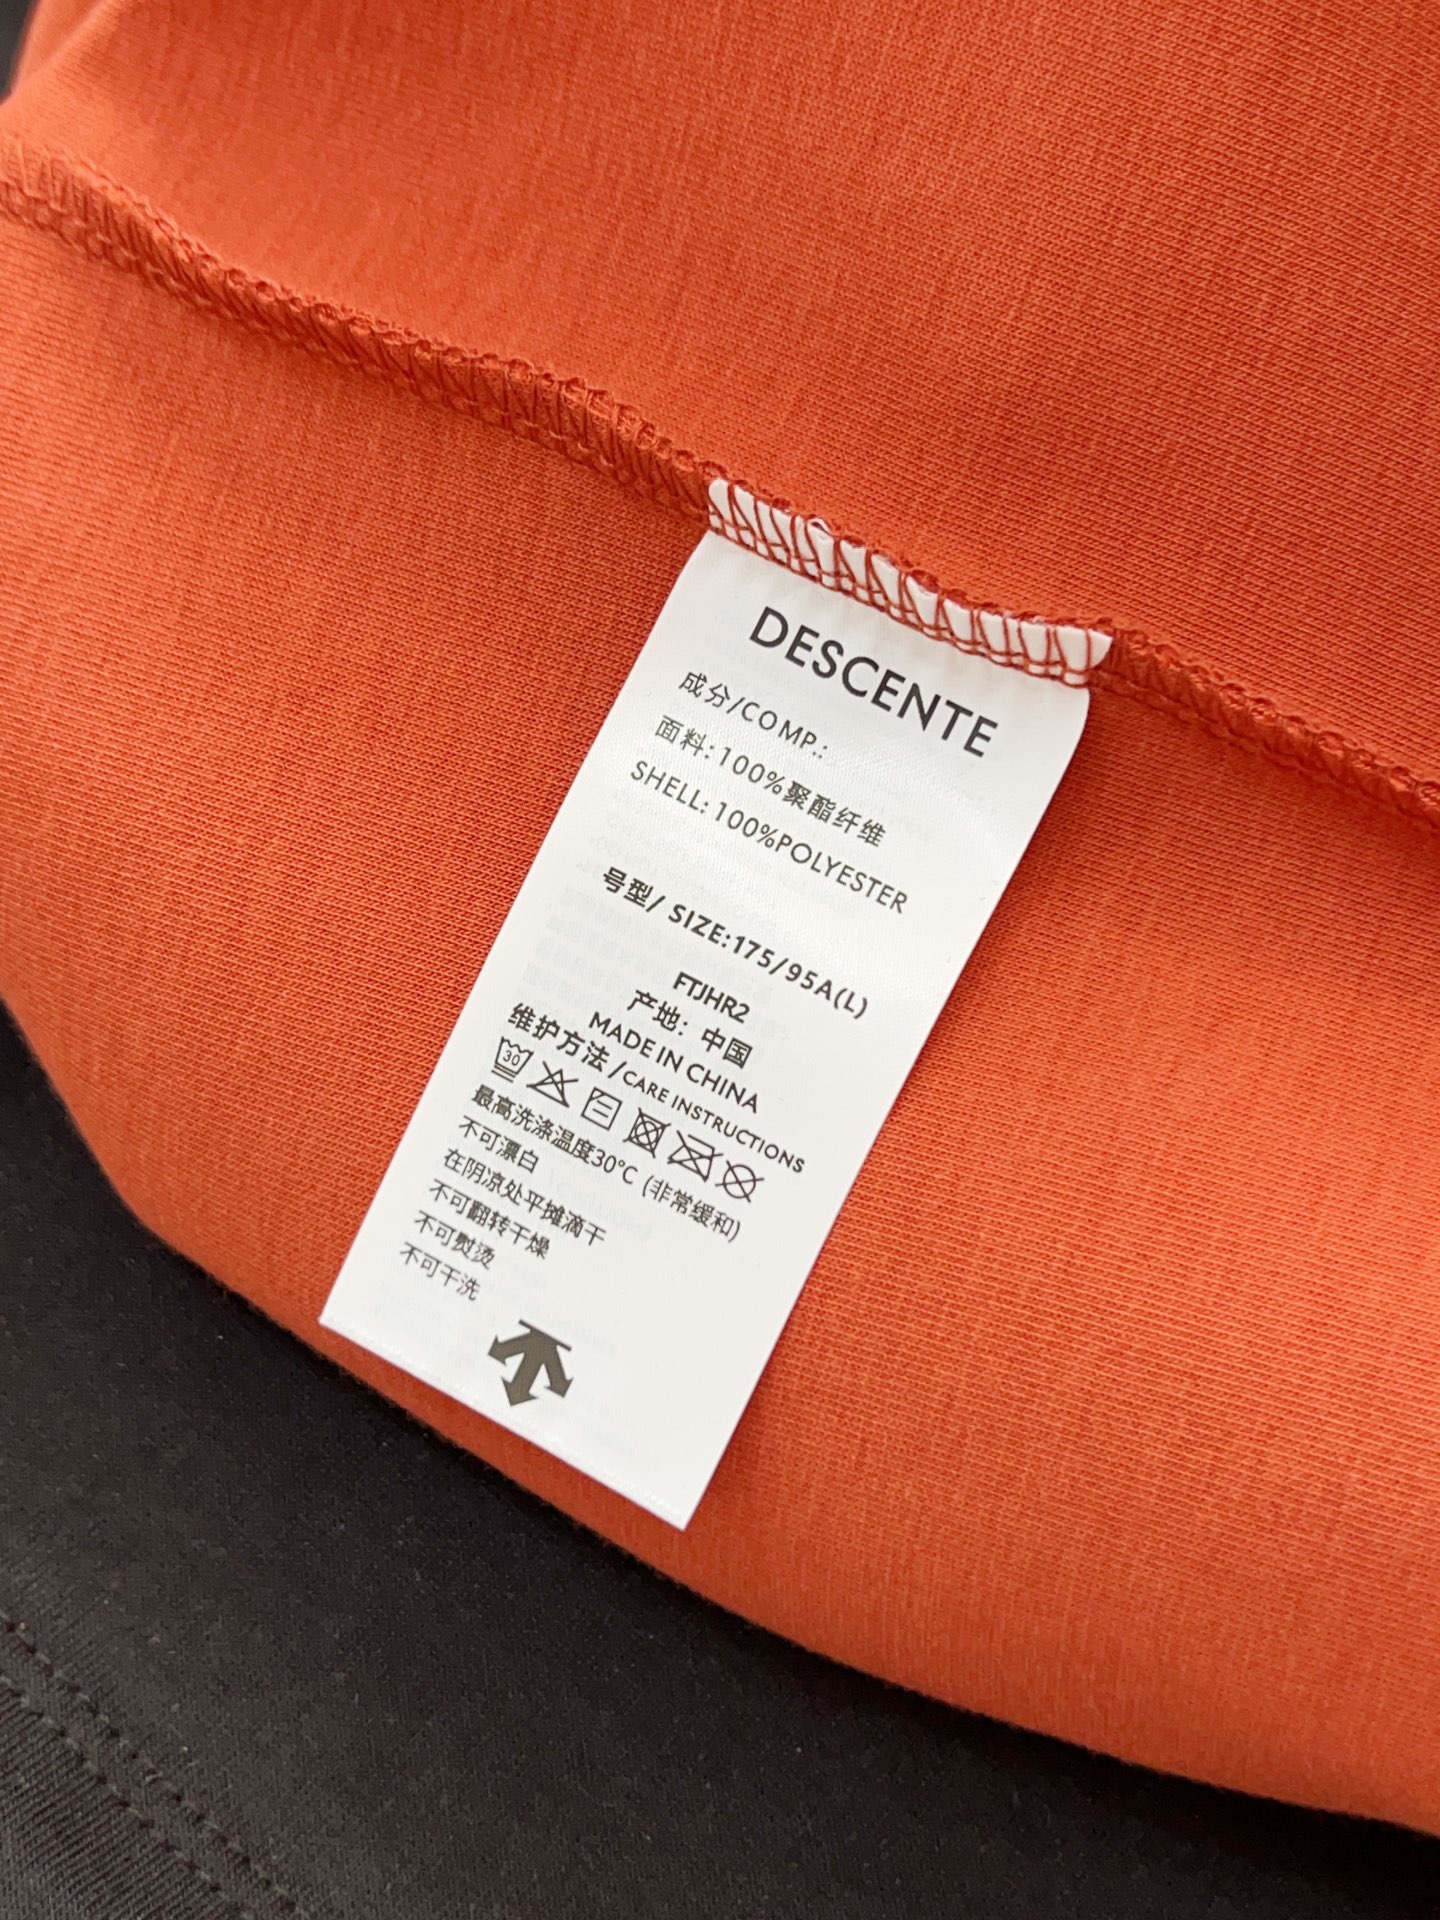 DESCENTE
成分/COMP.:
面料:100%聚酯纤维
SHELL:100%POLYESTER
号型/ SIZE:175/95A(L)
FTJHR2
产地: 中国
MADE IN CHINA
维护方法/CARE INSTRUCTIONS
30
最高洗涤温度30℃ (非常缓和)
不可漂白
在阴凉处平摊滴干
不可翻转干燥
不可熨烫
不可干洗